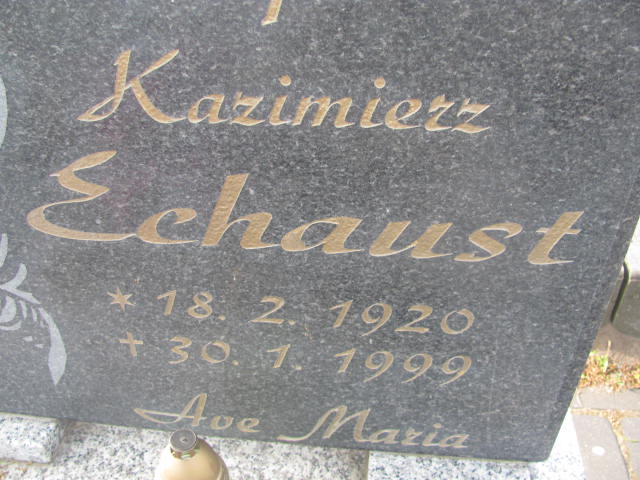 Kazimierz
Echaust
* 18. 2. 1920
+ 30. 1. 1999
Ave Maria